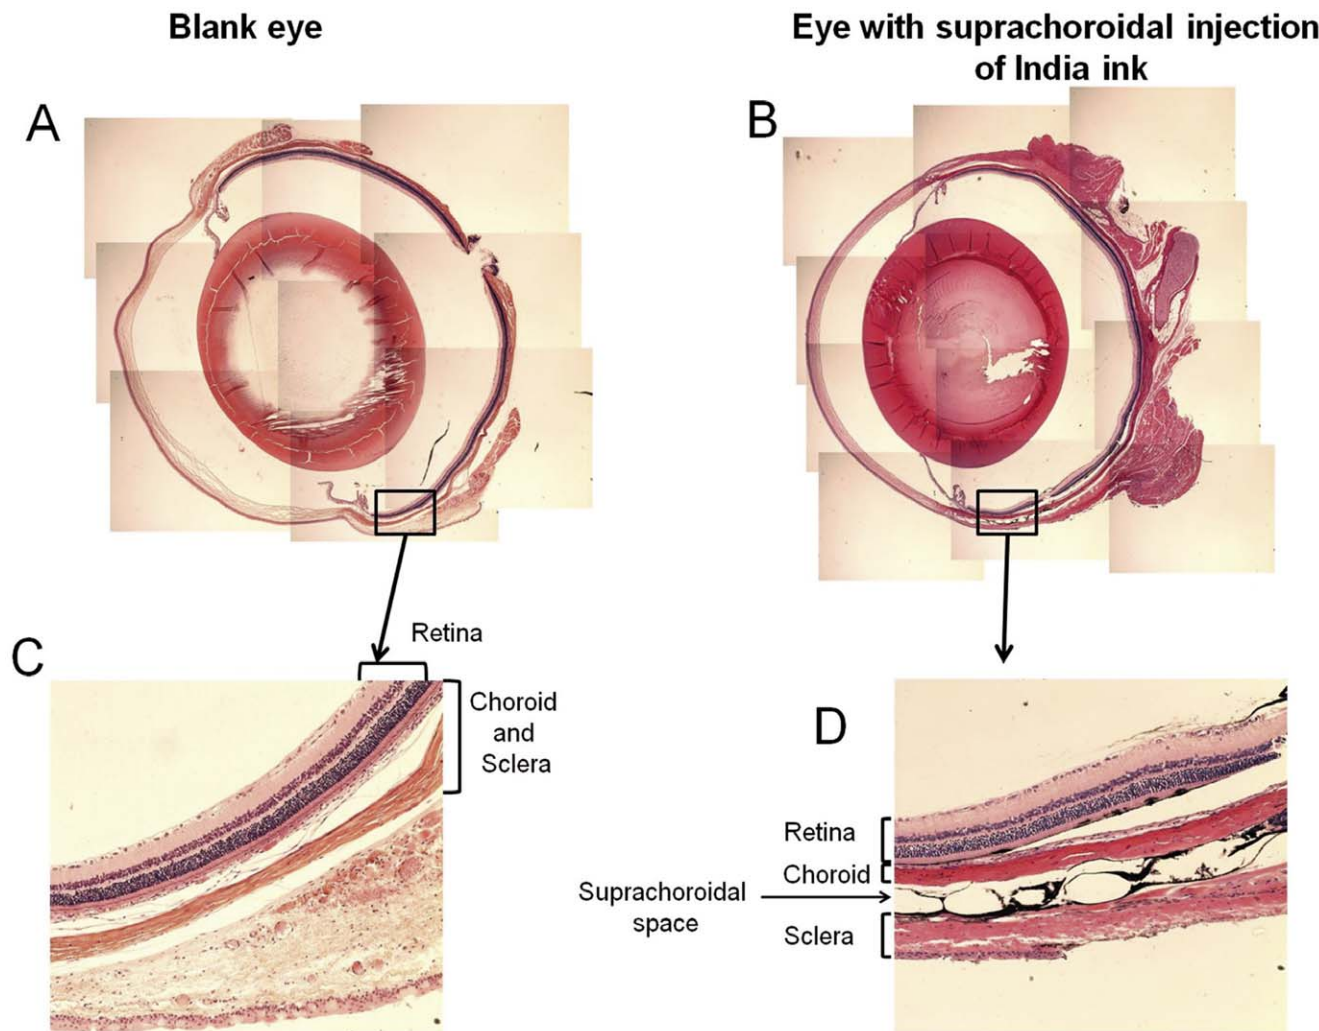 Blank eye
Eye with suprachoroidal injection
of India ink
A
B
C
Retina
Choroid
and
Sclera
D
Retina
Choroid
Suprachoroidal
space
Sclera